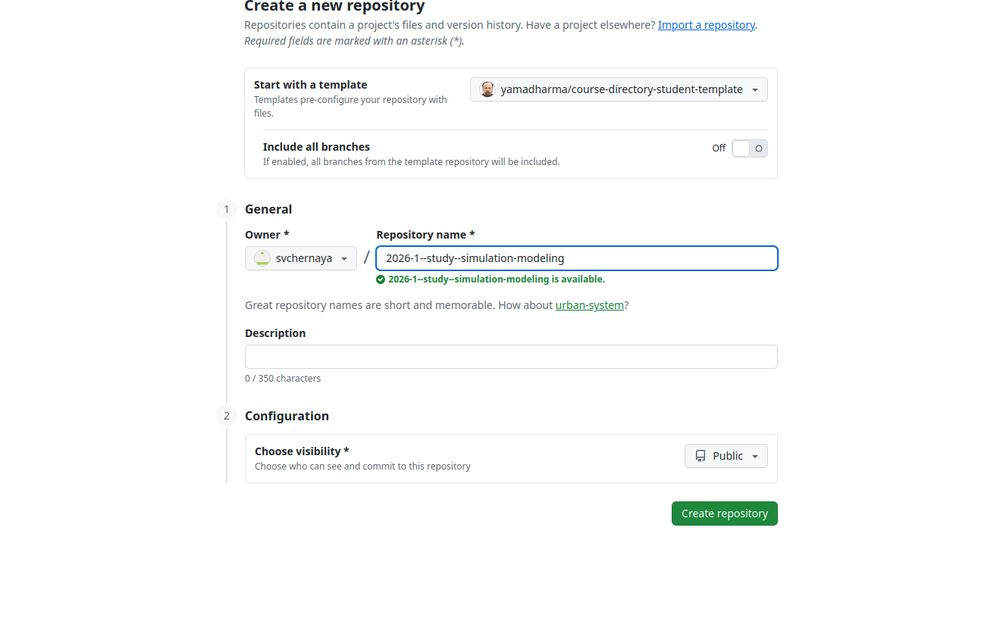 Create a new repository
Repositories contain a project's files and version history. Have a project elsewhere? Import a repository.
Required fields are marked with an asterisk (*).
Start with a template
Templates pre-configure your repository with
files.
yamadharma/course-directory-student-template
Include all branches
If enabled, all branches from the template repository will be included.
Off
1 General
Owner *
Repository name *
svchernaya / 2026-1--study--simulation-modeling
2026-1--study--simulation-modeling is available.
Great repository names are short and memorable. How about urban-system?
Description
0 / 350 characters
2 Configuration
Choose visibility *
Choose who can see and commit to this repository
Public
Create repository